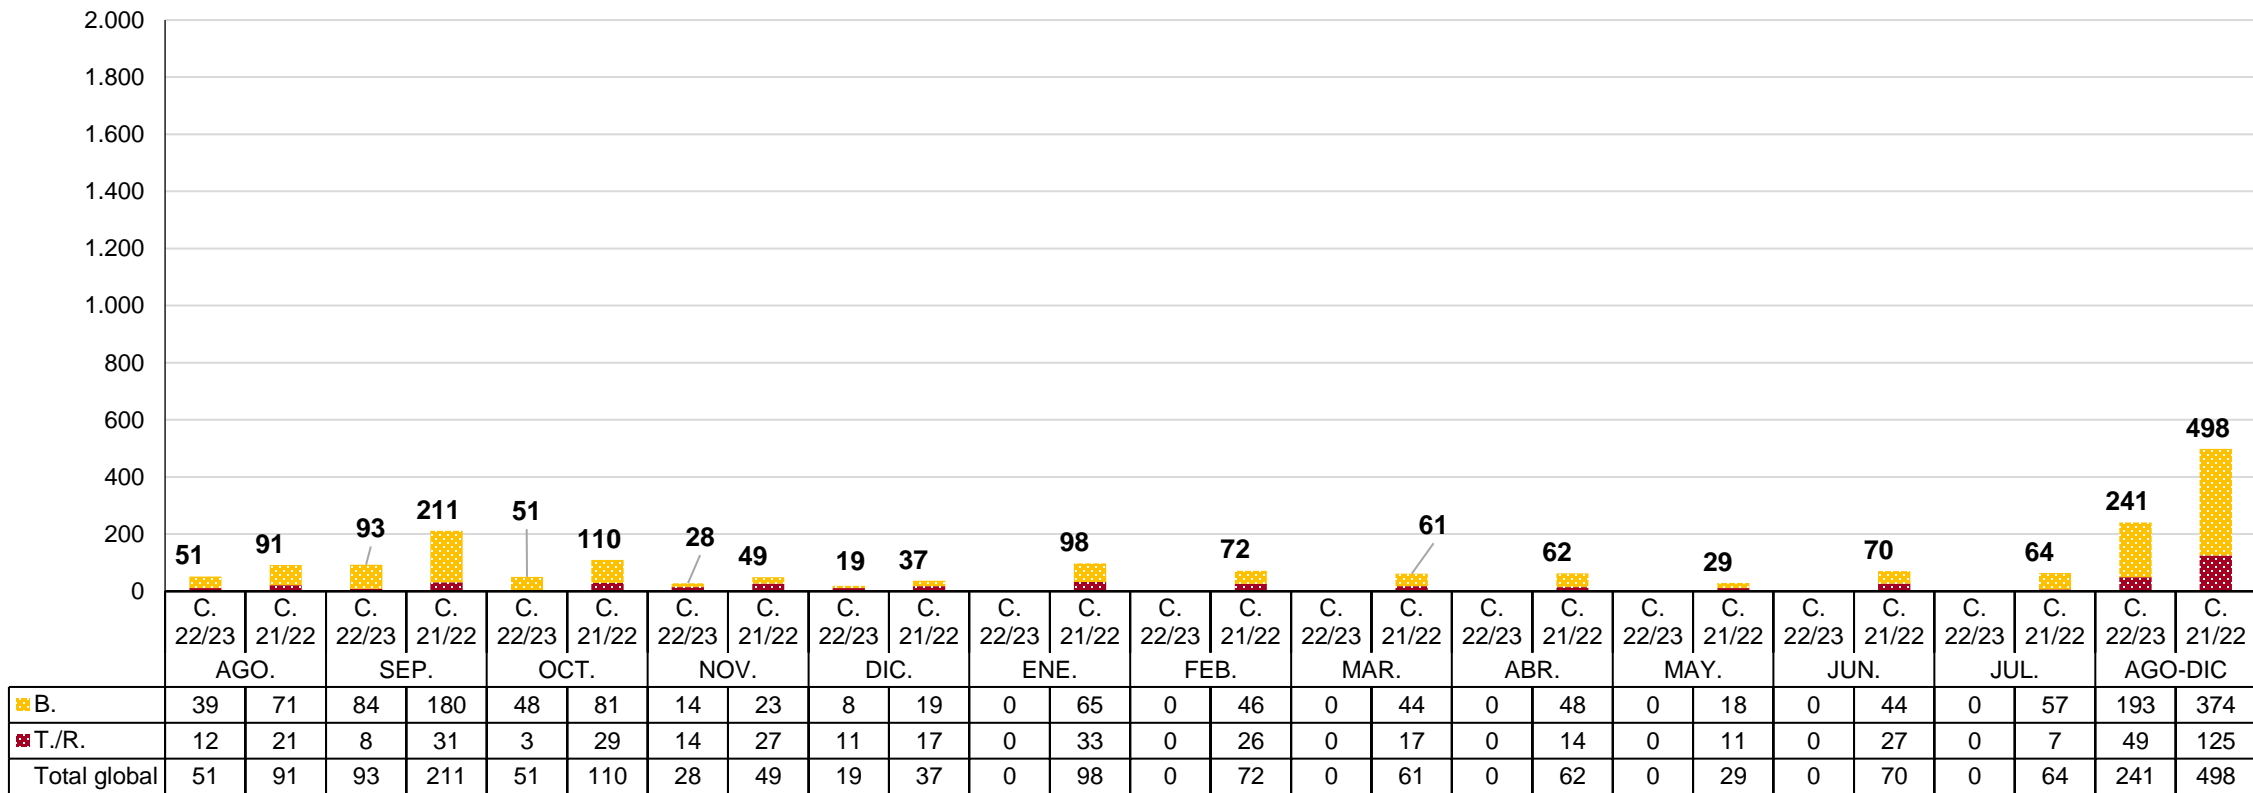 2.000
1.800
1.600
1.400
1.200
1.000
800
600
400
200
0
51 91 93 211 51 110 28 49 19 37 98 72 61 62 29 70 64 241 498
C. 22/23 C. 21/22 C. 22/23 C. 21/22 C. 22/23 C. 21/22 C. 22/23 C. 21/22 C. 22/23 C. 21/22 C. 22/23 C. 21/22 C. 22/23 C. 21/22 C. 22/23 C. 21/22 C. 22/23 C. 21/22 C. 22/23 C. 21/22 C. 22/23 C. 21/22 C. 22/23 C. 21/22 C. 22/23 C. 21/22
AGO. SEP. OCT. NOV. DIC. ENE. FEB. MAR. ABR. MAY. JUN. JUL. AGO-DIC
B. 39 71 84 180 48 81 14 23 8 19 0 65 0 46 0 44 0 48 0 18 0 44 0 57 193 374
T./R. 12 21 8 31 3 29 14 27 11 17 0 33 0 26 0 17 0 14 0 11 0 27 0 7 49 125
Total global 51 91 93 211 51 110 28 49 19 37 0 98 0 72 0 61 0 62 0 29 0 70 0 64 241 498